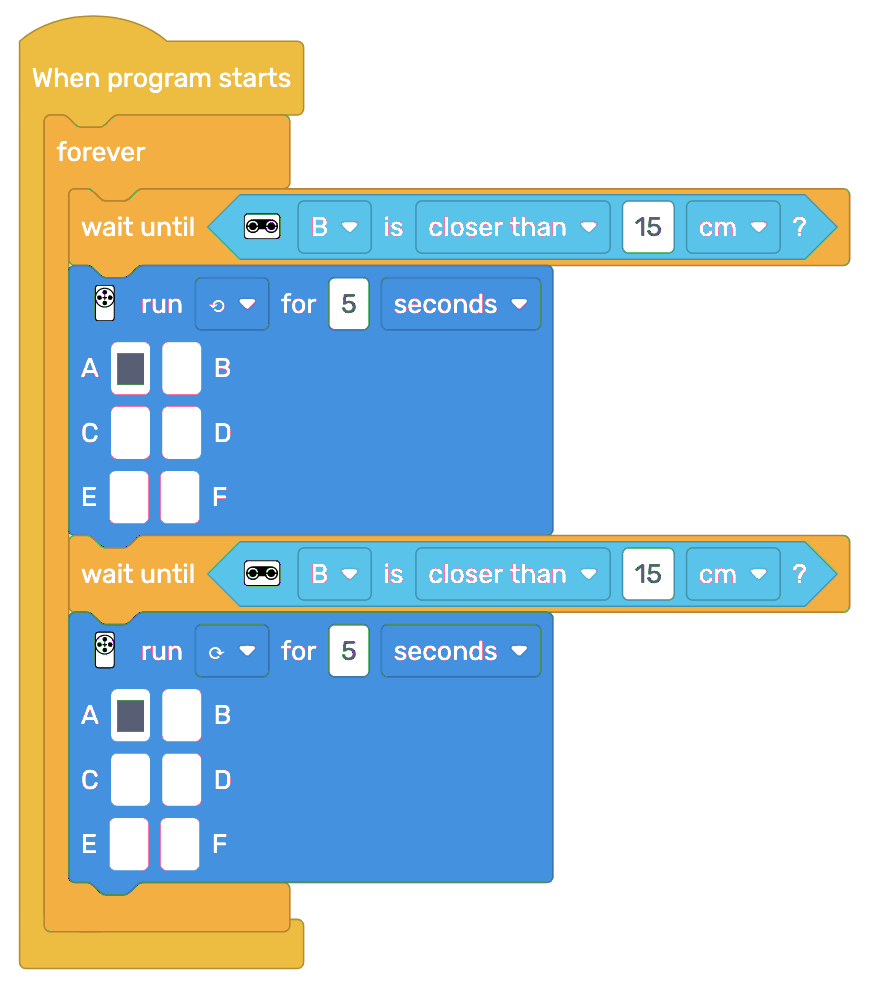 When program starts
forever
wait until B is closer than 15 cm ?
run for 5 seconds
A B
C D
E F
wait until B is closer than 15 cm ?
run for 5 seconds
A B
C D
E F